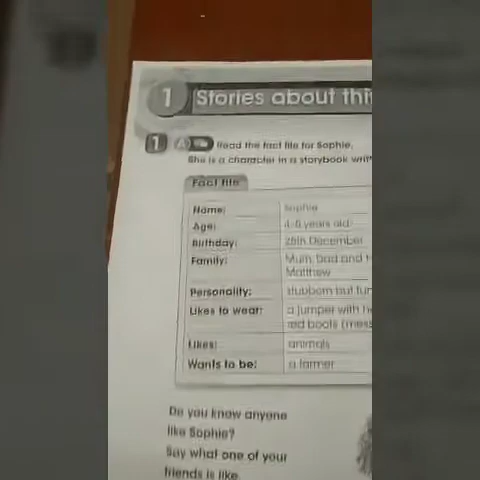 1 Stories about thi
1 Read the fact file for Sophie.
She is a character in a storybook writ
Fact file
Name: Sophie
Age: 4-8 years old
Birthday: 25th December
Family: Mum, Dad and
Matthew
Personality: stubborn but fun
Likes to wear: a jumper with h
red boots (mess
Likes: animals
Wants to be: a farmer
Do you know anyone
like Sophie?
Say what one of your
friends is like.